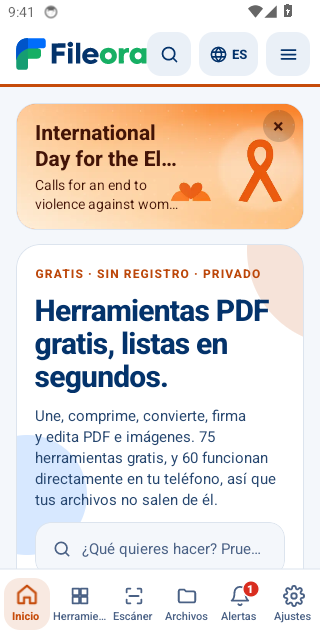 9:41
Fileora
ES
International
Day for the El...
Calls for an end to
violence against wom...
GRATIS · SIN REGISTRO · PRIVADO
Herramientas PDF
gratis, listas en
segundos.
Une, comprime, convierte, firma
y edita PDF e imágenes. 75
herramientas gratis, y 60 funcionan
directamente en tu teléfono, así que
tus archivos no salen de él.
¿Qué quieres hacer? Prue...
1
Inicio Herramie... Escáner Archivos Alertas Ajustes